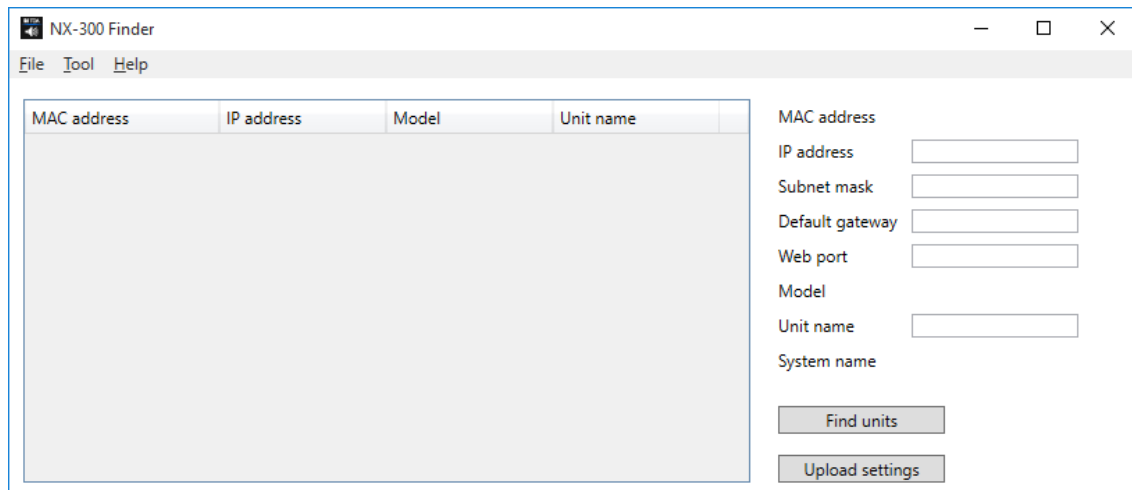 NX-300 Finder
File Tool Help
MAC address IP address Model Unit name
MAC address
IP address
Subnet mask
Default gateway
Web port
Model
Unit name
System name
Find units
Upload settings